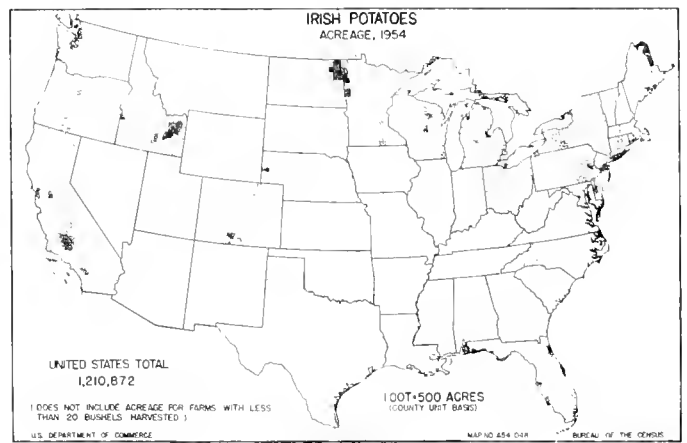 IRISH POTATOES
ACREAGE, 1954
UNITED STATES TOTAL
1,210,872
(DOES NOT INCLUDE ACREAGE FOR FARMS WITH LESS
THAN 20 BUSHELS HARVESTED)
1 DOT=500 ACRES
(COUNTY UNIT BASIS)
U.S. DEPARTMENT OF COMMERCE
MAP NO. A54
BUREAU OF THE CENSUS